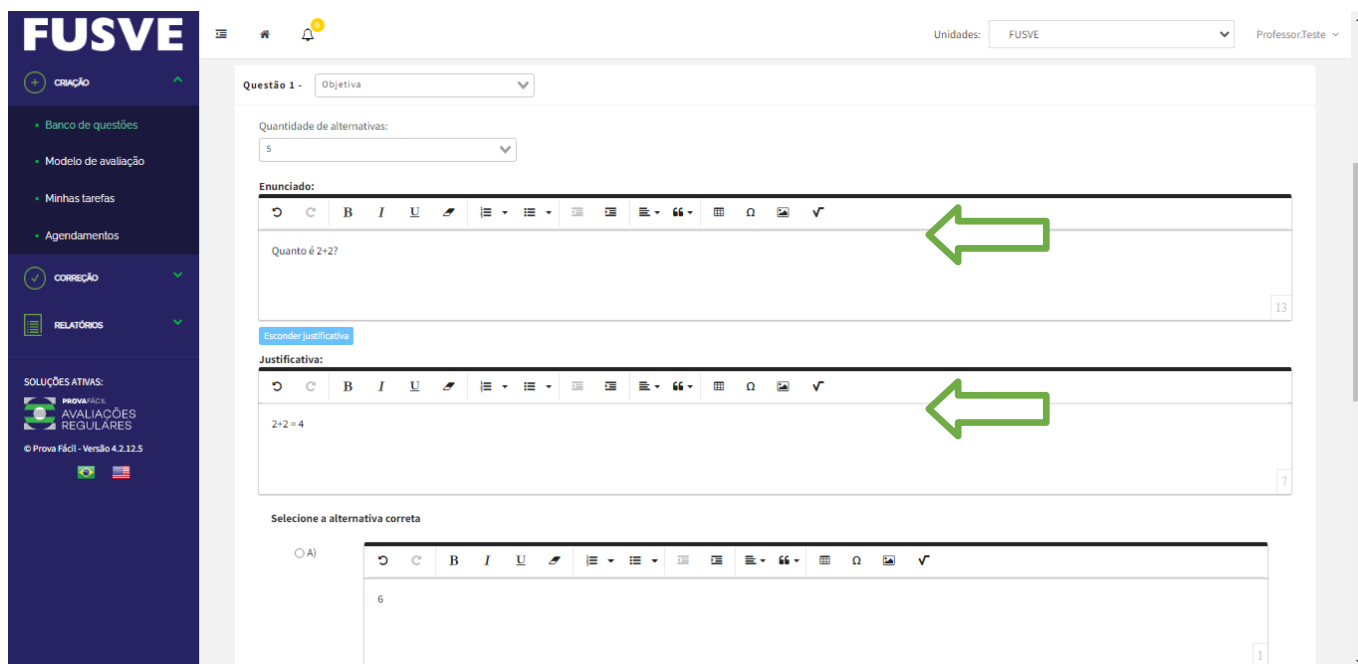 FUSVE
0
Unidades:
FUSVE
Professor.Teste
CRIAÇÃO
Banco de questões
Modelo de avaliação
Minhas tarefas
Agendamentos
CORREÇÃO
RELATÓRIOS
SOLUÇÕES ATIVAS:
PROVAFÁCIL
AVALIAÇÕES
REGULARES
© Prova Fácil - Versão 4.2.12.5
Questão 1 - Objetiva
Quantidade de alternativas:
5
Enunciado:
B I U Ω
Quanto é 2+2?
13
Esconder justificativa
Justificativa:
B I U Ω
2+2 = 4
7
Selecione a alternativa correta
A)
B I U Ω
6
1